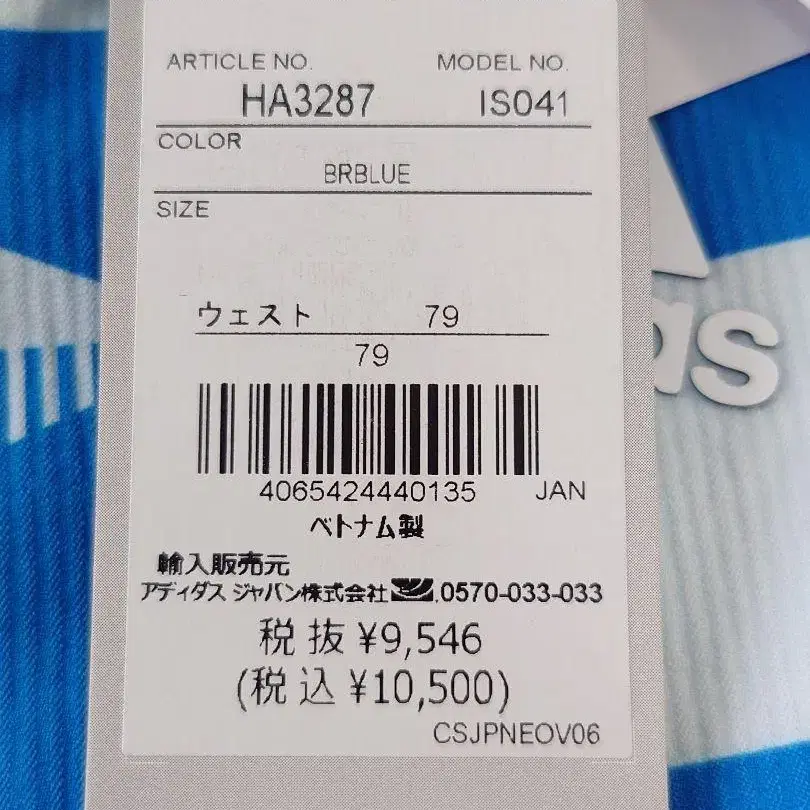 ARTICLE NO. MODEL NO.
HA3287 IS041
COLOR
BRBLUE
SIZE
ウェスト 79
79
4065424440135 JAN
ベトナム製
輸入販売元
アディダス ジャパン株式会社 0570-033-033
税抜 ¥9,546
(税込 ¥10,500)
CSJPNEOV06
as